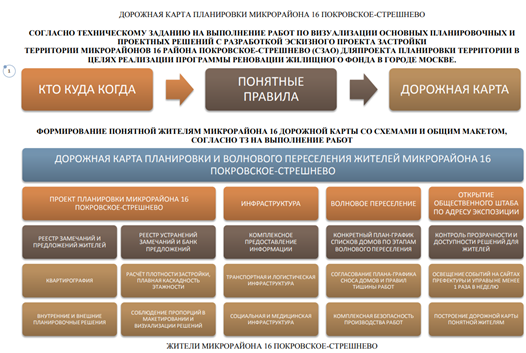 ДОРОЖНАЯ КАРТА ПЛАНИРОВКИ МИКРОРАЙОНА 16 ПОКРОВСКОЕ-СТРЕШНЕВО
СОГЛАСНО ТЕХНИЧЕСКОМУ ЗАДАНИЮ НА ВЫПОЛНЕНИЕ РАБОТ ПО ВИЗУАЛИЗАЦИИ ОСНОВНЫХ ПЛАНИРОВОЧНЫХ И
ПРОЕКТНЫХ РЕШЕНИЙ С РАЗРАБОТКОЙ ЭСКИЗНОГО ПРОЕКТА ЗАСТРОЙКИ
ТЕРРИТОРИИ МИКРОРАЙОНОВ 16 РАЙОНА ПОКРОВСКОЕ-СТРЕШНЕВО (СЗАО) ДЛЯПРОЕКТА ПЛАНИРОВКИ ТЕРРИТОРИИ В
ЦЕЛЯХ РЕАЛИЗАЦИИ ПРОГРАММЫ РЕНОВАЦИИ ЖИЛИЩНОГО ФОНДА В ГОРОДЕ МОСКВЕ.
1
КТО КУДА КОГДА
ПОНЯТНЫЕ
ПРАВИЛА
ДОРОЖНАЯ КАРТА
ФОРМИРОВАНИЕ ПОНЯТНОЙ ЖИТЕЛЯМ МИКРОРАЙОНА 16 ДОРОЖНОЙ КАРТЫ СО СХЕМАМИ И ОБЩИМ МАКЕТОМ,
СОГЛАСНО ТЗ НА ВЫПОЛНЕНИЕ РАБОТ
ДОРОЖНАЯ КАРТА ПЛАНИРОВКИ И ВОЛНОВОГО ПЕРЕСЕЛЕНИЯ ЖИТЕЛЕЙ МИКРОРАЙОНА 16
ПОКРОВСКОЕ-СТРЕШНЕВО
ПРОЕКТ ПЛАНИРОВКИ МИКРОРАЙОНА 16
ПОКРОВСКОЕ-СТРЕШНЕВО
ИНФРАСТРУКТУРА
ВОЛНОВОЕ ПЕРЕСЕЛЕНИЕ
ОТКРЫТИЕ
ОБЩЕСТВЕННОГО ШТАБА
ПО АДРЕСУ ЭКСПОЗИЦИИ
РЕЕСТР ЗАМЕЧАНИЙ И
ПРЕДЛОЖЕНИЙ ЖИТЕЛЕЙ
РЕЕСТР УСТРАНЕНИЙ
ЗАМЕЧАНИЙ И БАНК
ПРЕДЛОЖЕНИЙ
КОМПЛЕКСНОЕ
ПРЕДОСТАВЛЕНИЕ
ИНФОРМАЦИИ
КОНКРЕТНЫЙ ПЛАН-ГРАФИК
СПИСКОВ ДОМОВ ПО ЭТАПАМ
ВОЛНОВОГО ПЕРЕСЕЛЕНИЯ
КОНТРОЛЬ ПРОЗРАЧНОСТИ И
ДОСТУПНОСТИ РЕШЕНИЙ ДЛЯ
ЖИТЕЛЕЙ
КВАРТИРОГРАФИЯ
РАСЧЁТ ПЛОТНОСТИ ЗАСТРОЙКИ,
ПЛАВНАЯ КАСКАДНОСТЬ
ЭТАЖНОСТИ
ТРАНСПОРТНАЯ И ЛОГИСТИЧЕСКАЯ
ИНФРАСТРУКТУРА
СОГЛАСОВАНИЕ ПЛАНА-ГРАФИКА
СНОСА ДОМОВ И ПРАВИЛ
ТИШИНЫ РАБОТ
ОСВЕЩЕНИЕ СОБЫТИЙ НА САЙТАХ
ПРЕФЕКТУРЫ И УПРАВЫ НЕ МЕНЕЕ
1 РАЗА В НЕДЕЛЮ
ВНУТРЕННИЕ И ВНЕШНИЕ
ПЛАНИРОВОЧНЫЕ РЕШЕНИЯ
СОБЛЮДЕНИЕ ПРОПОРЦИЙ В
МАКЕТИРОВАНИИ И
ВИЗУАЛИЗАЦИИ РЕШЕНИЙ
СОЦИАЛЬНАЯ И МЕДИЦИНСКАЯ
ИНФРАСТРУКТУРА
КОМПЛЕКСНАЯ БЕЗОПАСНОСТЬ
ПРОИЗВОДСТВА РАБОТ
ПОСТРОЕНИЕ ДОРОЖНОЙ КАРТЫ
ПОНЯТНОЙ ЖИТЕЛЯМ
ЖИТЕЛИ МИКРОРАЙОНА 16 ПОКРОВСКОЕ-СТРЕШНЕВО